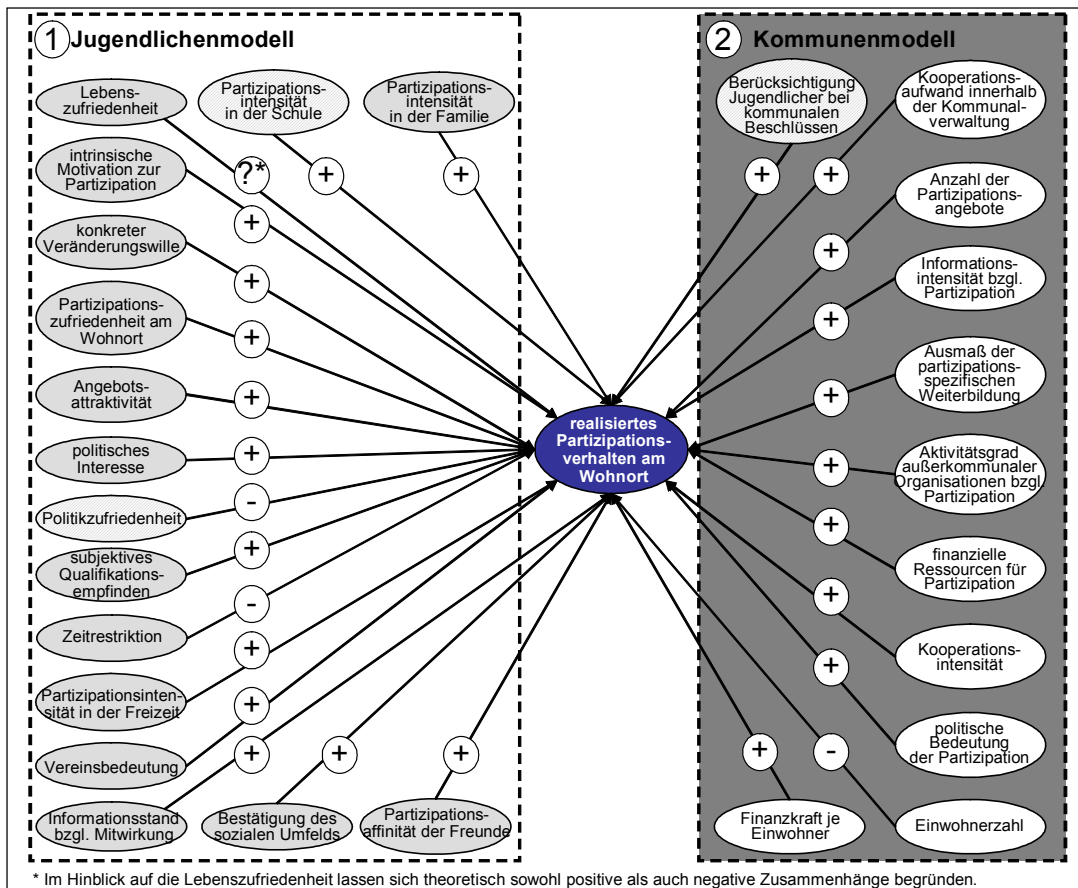 1 Jugendlichenmodell
Lebens-
zufriedenheit
Partizipations-
intensität
in der Schule
Partizipations-
intensität
in der Familie
intrinsische
Motivation zur
Partizipation
?*
+
+
+
konkreter
Veränderungswille
+
Partizipations-
zufriedenheit am
Wohnort
+
Angebots-
attraktivität
+
politisches
Interesse
+
Politikzufriedenheit
-
subjektives
Qualifikations-
empfinden
+
Zeitrestriktion
-
Partizipationsinten-
sität in der Freizeit
+
Vereinsbedeutung
+
Informationsstand
bzgl. Mitwirkung
+
Bestätigung des
sozialen Umfelds
+
Partizipations-
affinität der Freunde
+
realisiertes
Partizipations-
verhalten am
Wohnort
2 Kommunenmodell
Berücksichtigung
Jugendlicher bei
kommunalen
Beschlüssen
+
Kooperations-
aufwand innerhalb
der Kommunal-
verwaltung
+
Anzahl der
Partizipations-
angebote
+
Informations-
intensität bzgl.
Partizipation
+
Ausmaß der
partizipations-
spezifischen
Weiterbildung
+
Aktivitätsgrad
außerkommunaler
Organisationen bzgl.
Partizipation
+
finanzielle
Ressourcen für
Partizipation
+
Kooperations-
intensität
+
politische
Bedeutung
der Partizipation
+
Finanzkraft je
Einwohner
+
Einwohnerzahl
-
* Im Hinblick auf die Lebenszufriedenheit lassen sich theoretisch sowohl positive als auch negative Zusammenhänge begründen.